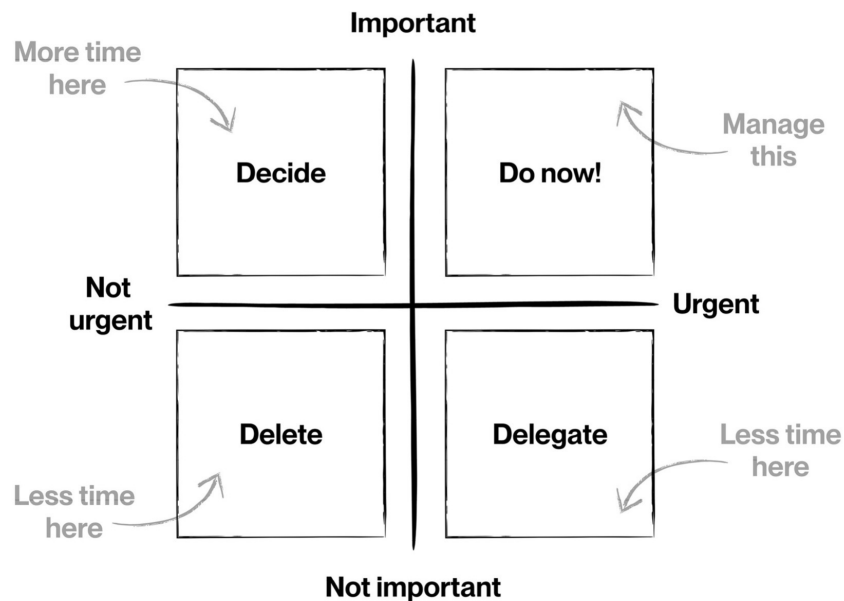 Important
More time
here
Manage
this
Decide
Do now!
Not
urgent
Urgent
Delete
Delegate
Less time
here
Less time
here
Not important